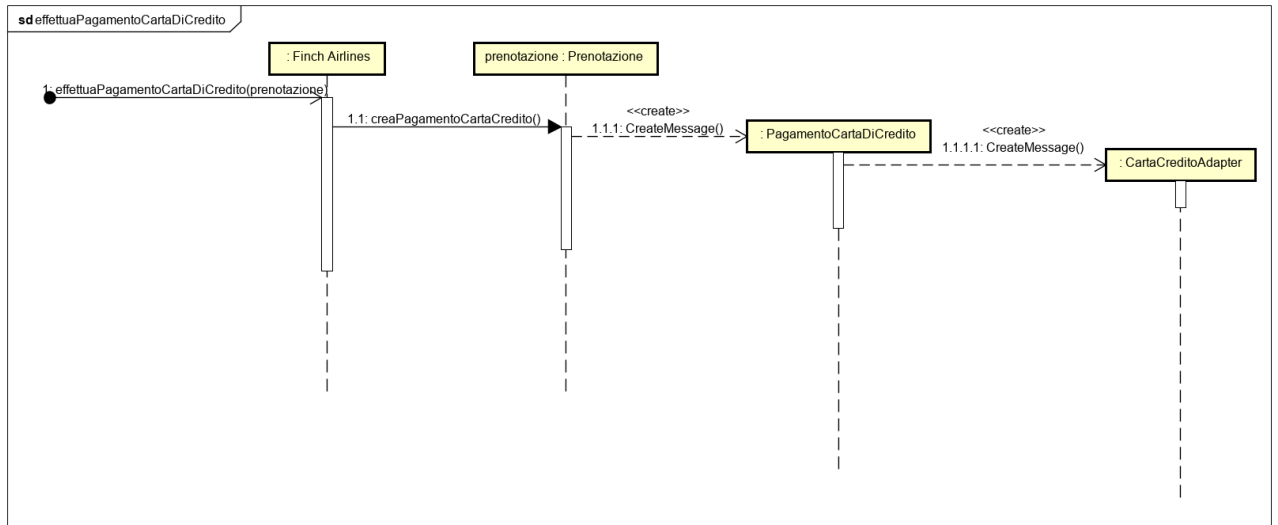 sd effettuaPagamentoCartaDiCredito
: Finch Airlines
prenotazione : Prenotazione
1: effettuaPagamentoCartaDiCredito(prenotazione)
1.1: creaPagamentoCartaCredito()
<<create>>
1.1.1: CreateMessage()
: PagamentoCartaDiCredito
<<create>>
1.1.1.1: CreateMessage()
: CartaCreditoAdapter